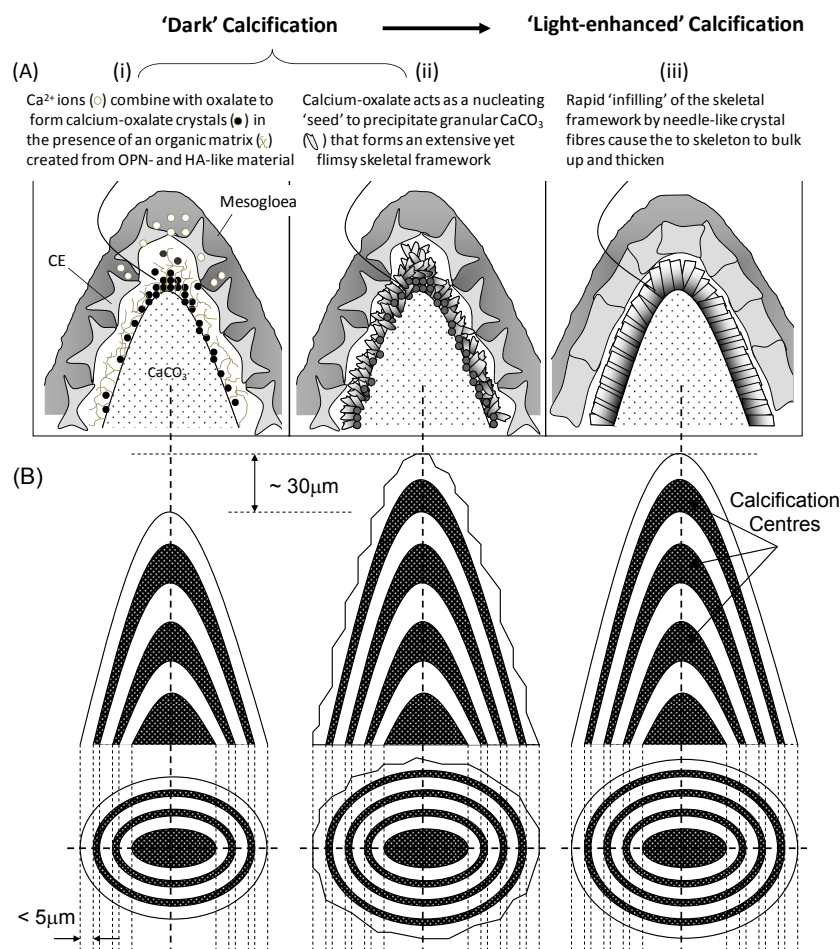 ‘Dark’ Calcification
‘Light-enhanced’ Calcification
(A)
(i)
(ii)
(iii)
Ca2+ ions ( ) combine with oxalate to
form calcium-oxalate crystals ( ) in
the presence of an organic matrix ( )
created from OPN- and HA-like material
Calcium-oxalate acts as a nucleating
‘seed’ to precipitate granular CaCO3
( ) that forms an extensive yet
flimsy skeletal framework
Rapid ‘infilling’ of the skeletal
framework by needle-like crystal
fibres cause the to skeleton to bulk
up and thicken
Mesogloea
CE
CaCO3
(B)
~ 30μm
Calcification
Centres
< 5μm